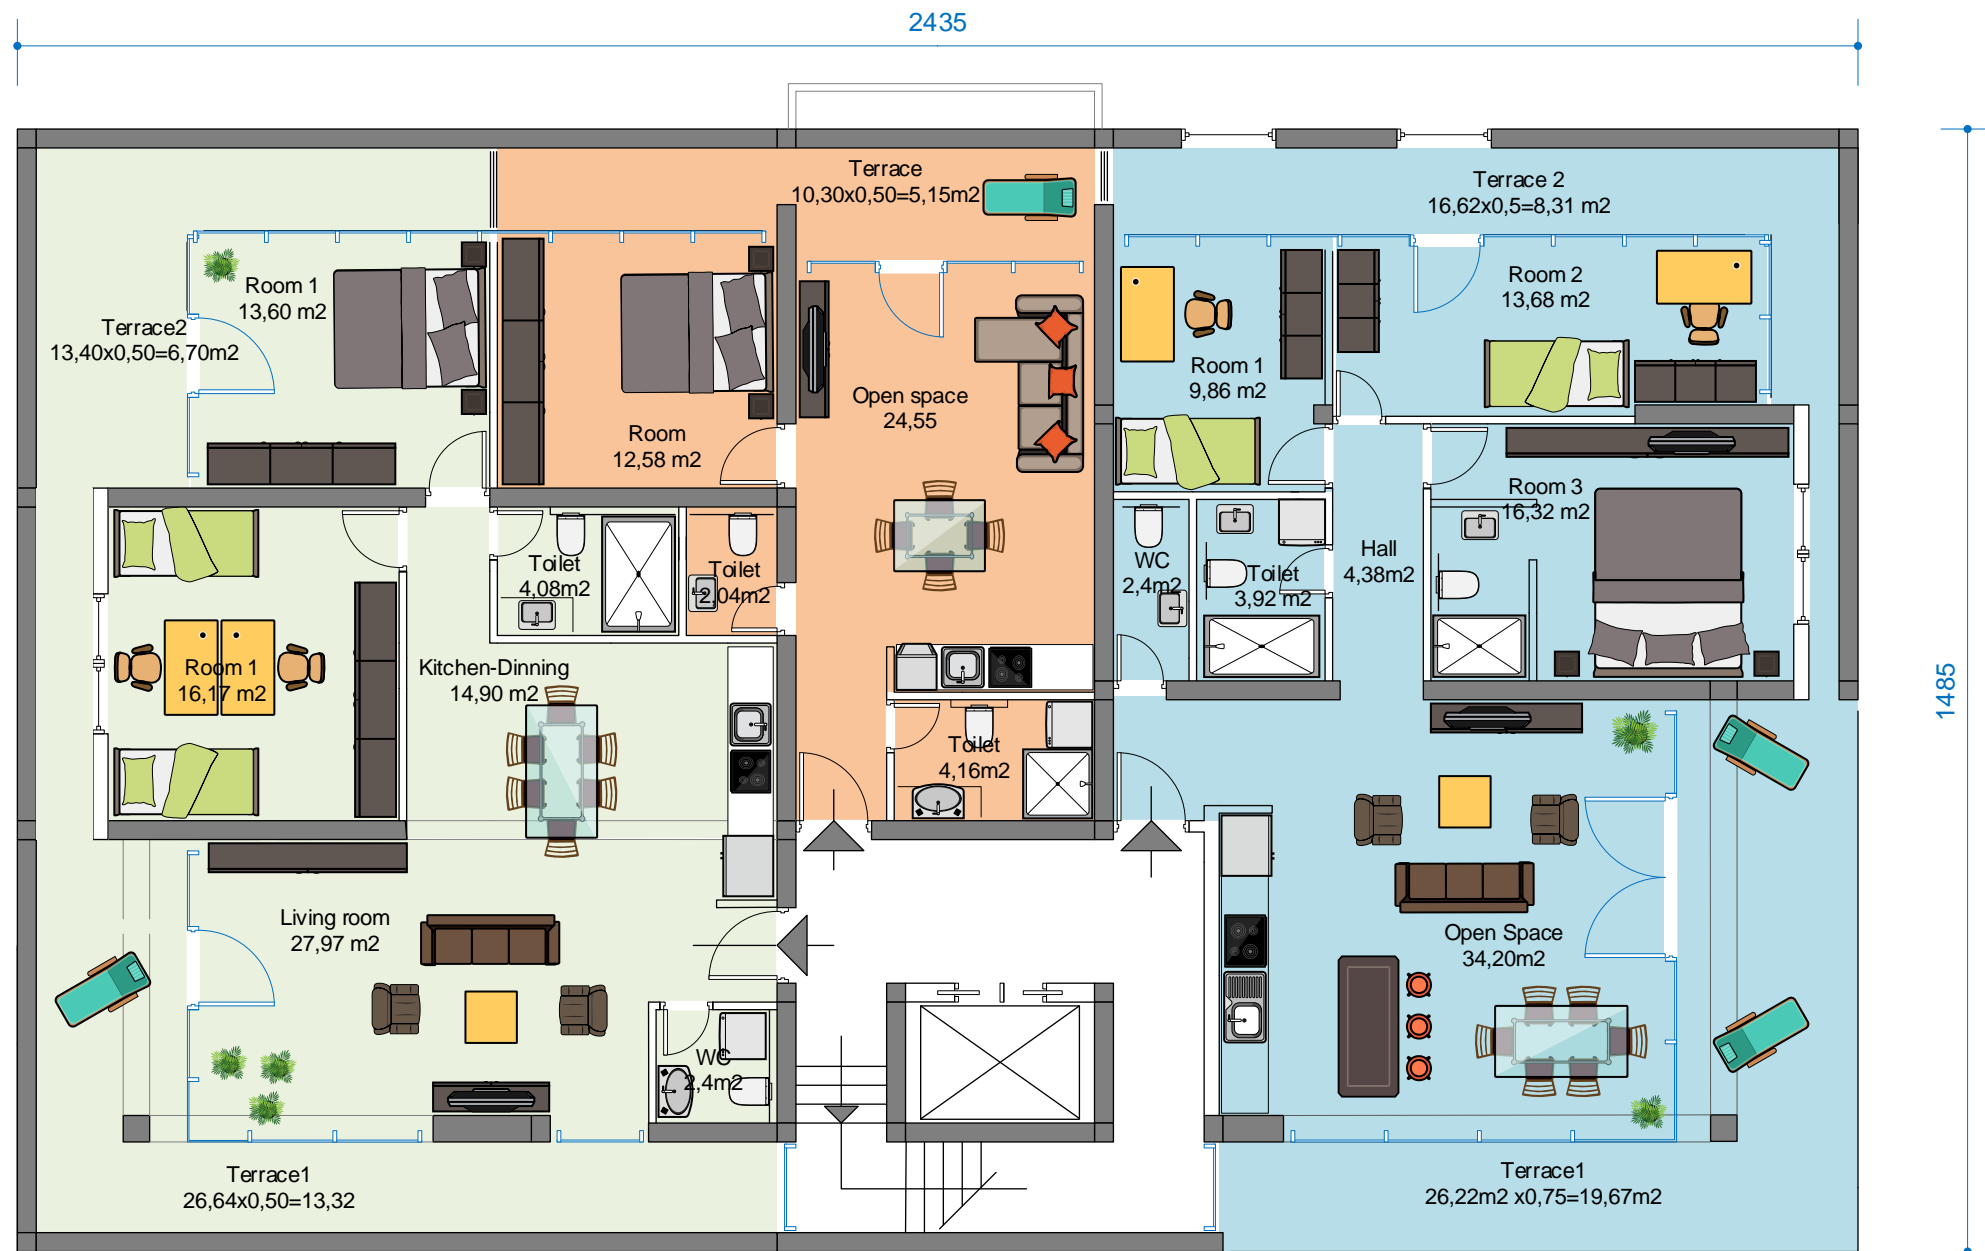 2435
Terrace
10,30x0,50=5,15m2
Terrace 2
16,62x0,5=8,31 m2
Room 1
13,60 m2
Terrace2
13,40x0,50=6,70m2
Room 2
13,68 m2
Room 1
9,86 m2
Open space
24,55
Room
12,58 m2
Room 3
16,32 m2
Hall
4,38m2
Toilet
4,08m2
Toilet
2,04m2
WC
2,4m2
Toilet
3,92 m2
Room 1
16,17 m2
Kitchen-Dinning
14,90 m2
1485
Toilet
4,16m2
Living room
27,97 m2
Open Space
34,20m2
WC
2,4m2
Terrace1
26,64x0,50=13,32
Terrace1
26,22m2 x0,75=19,67m2